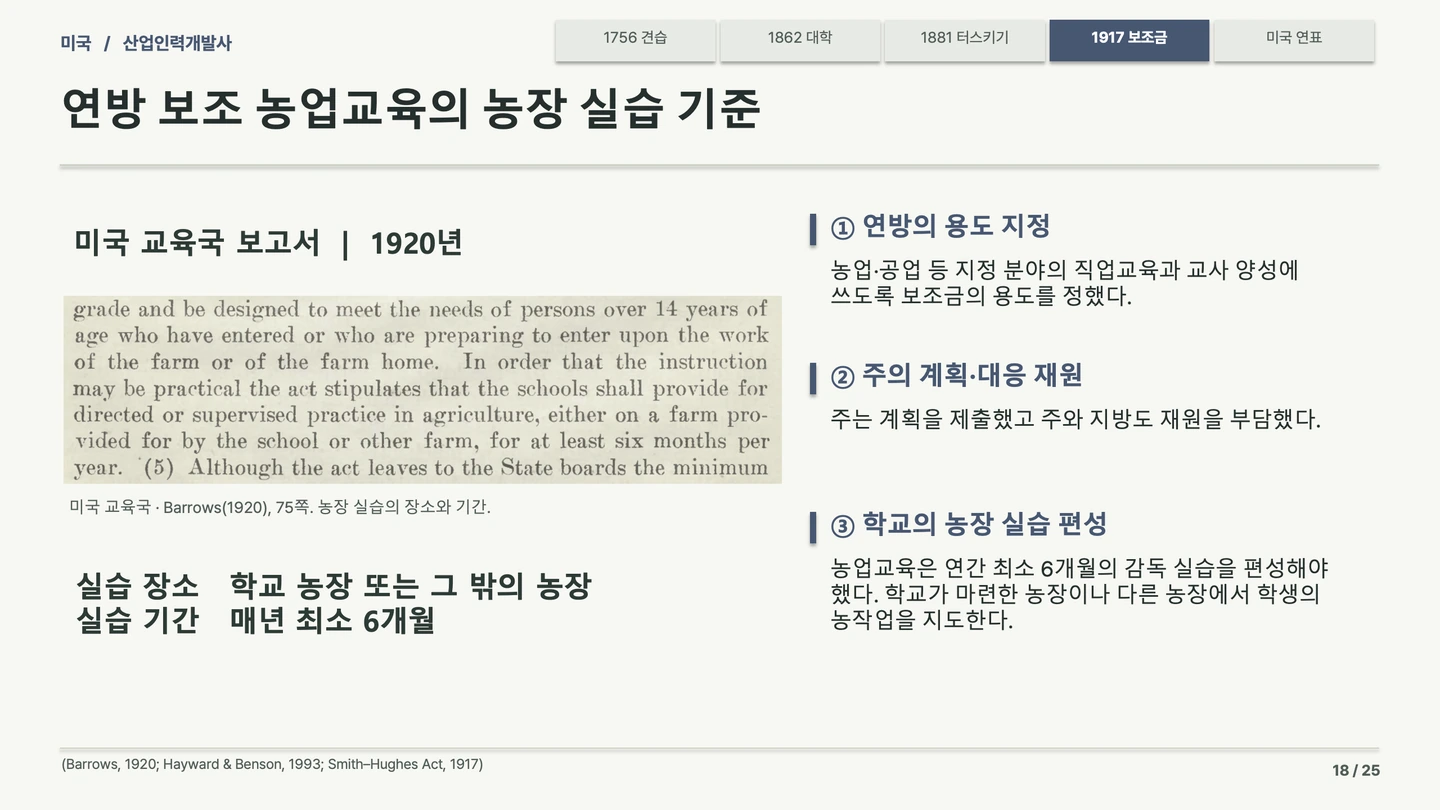 미국 / 산업인력개발사
1756 견습
1862 대학
1881 터스키기
1917 보조금
미국 연표
연방 보조 농업교육의 농장 실습 기준
미국 교육국 보고서 | 1920년
grade and be designed to meet the needs of persons over 14 years of
age who have entered or who are preparing to enter upon the work
of the farm or of the farm home. In order that the instruction
may be practical the act stipulates that the schools shall provide for
directed or supervised practice in agriculture, either on a farm pro-
vided for by the school or other farm, for at least six months per
year. (5) Although the act leaves to the State boards the minimum
미국 교육국 · Barrows(1920), 75쪽. 농장 실습의 장소와 기간.
실습 장소 학교 농장 또는 그 밖의 농장
실습 기간 매년 최소 6개월
① 연방의 용도 지정
농업·공업 등 지정 분야의 직업교육과 교사 양성에
쓰도록 보조금의 용도를 정했다.
② 주의 계획·대응 재원
주는 계획을 제출했고 주와 지방도 재원을 부담했다.
③ 학교의 농장 실습 편성
농업교육은 연간 최소 6개월의 감독 실습을 편성해야
했다. 학교가 마련한 농장이나 다른 농장에서 학생의
농작업을 지도한다.
(Barrows, 1920; Hayward & Benson, 1993; Smith–Hughes Act, 1917)
18 / 25